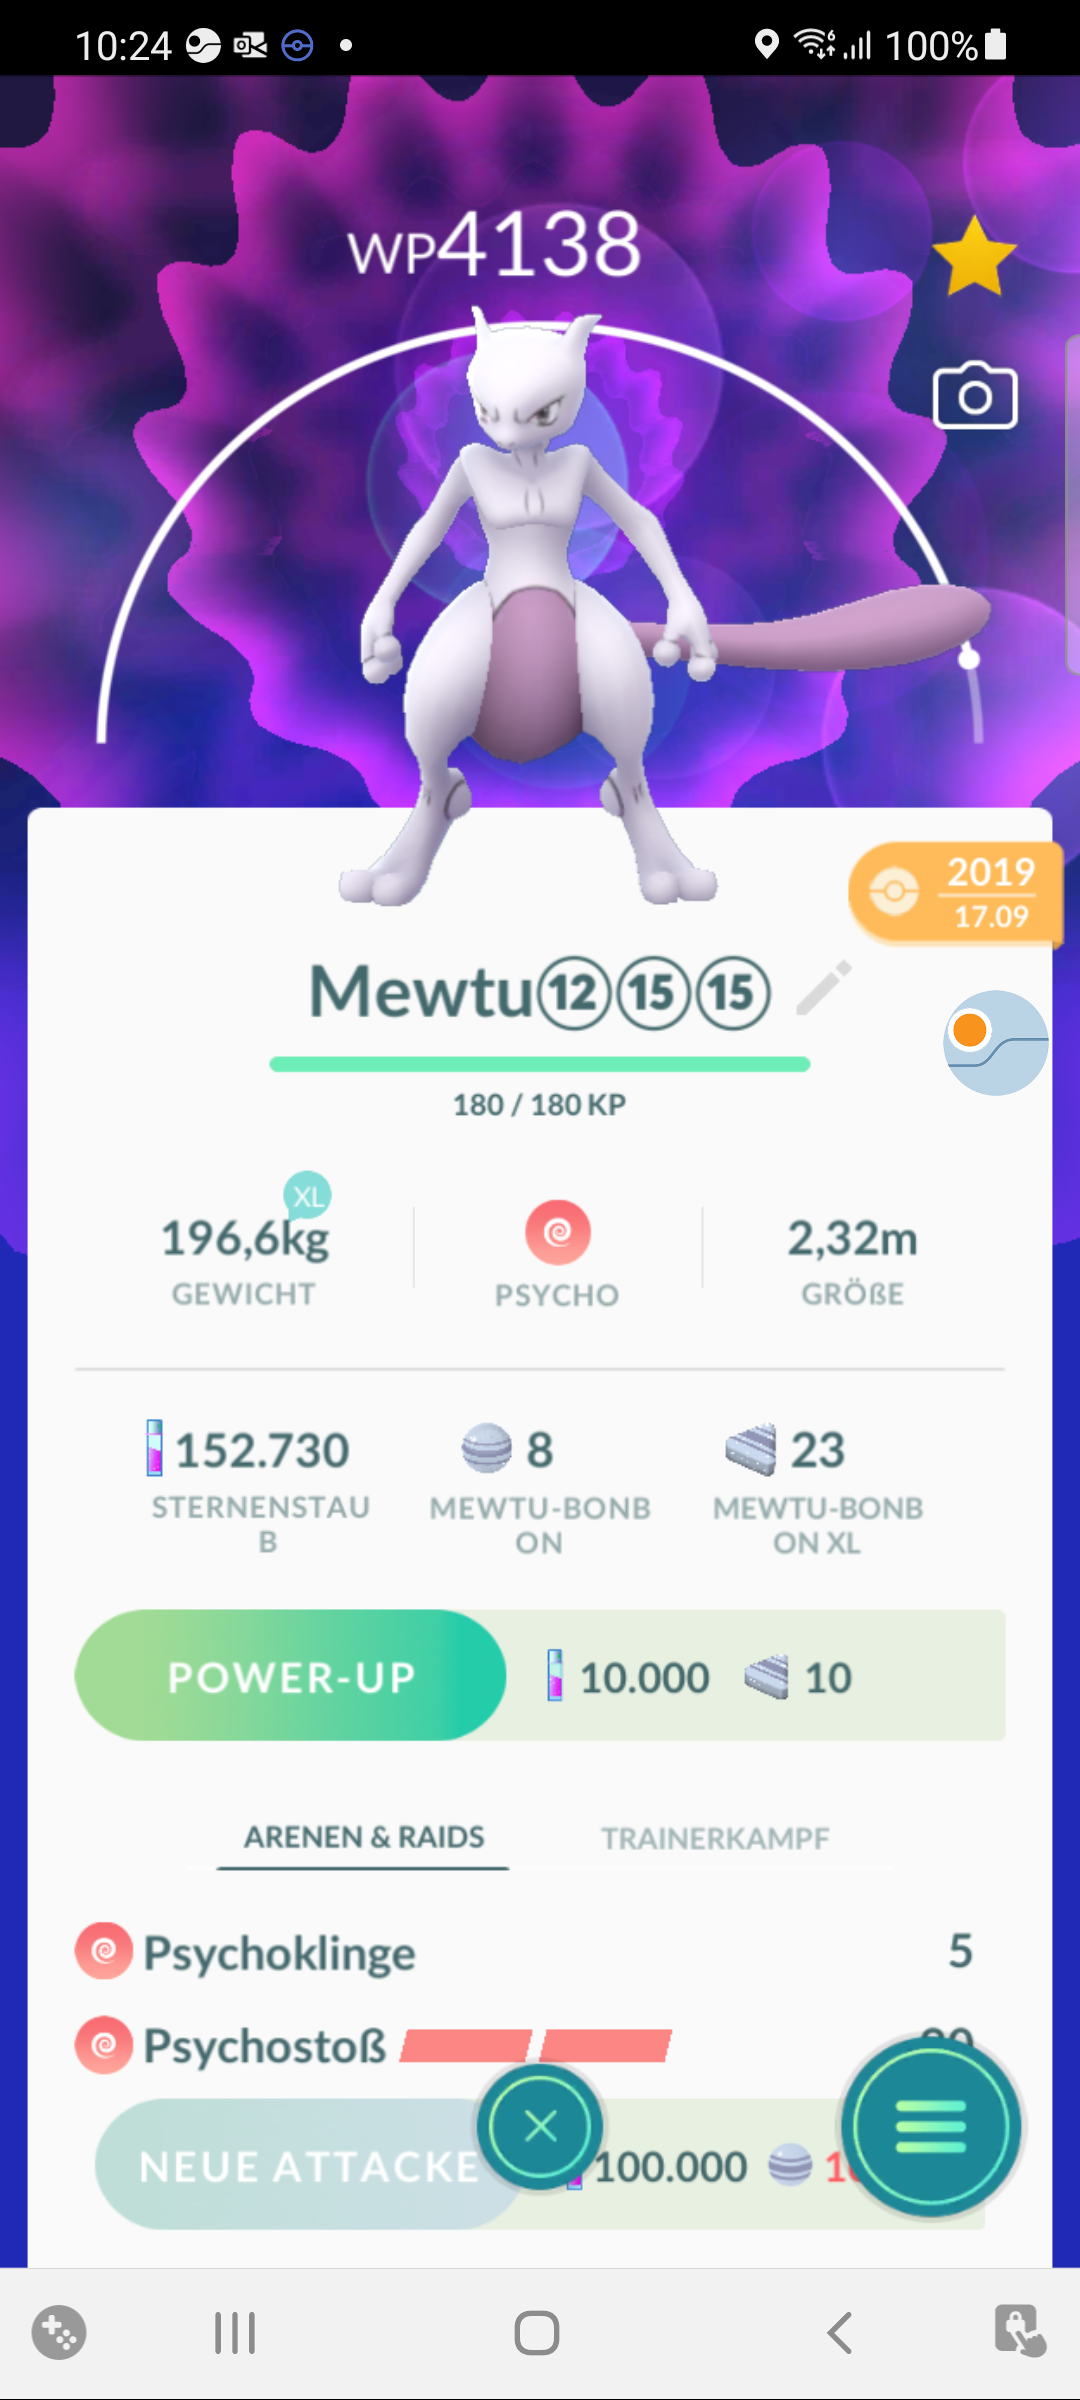 10:24
100%
WP4138
2019
17.09
Mewtu⑫⑮⑮
180 / 180 KP
XL
196,6kg
GEWICHT
PSYCHO
2,32m
GRÖẞE
152.730
STERNENSTAU
B
8
MEWTU-BONB
ON
23
MEWTU-BONB
ON XL
POWER-UP
10.000
10
ARENEN & RAIDS
TRAINERKAMPF
Psychoklinge
5
Psychostoß
NEUE ATTACKE
100.000